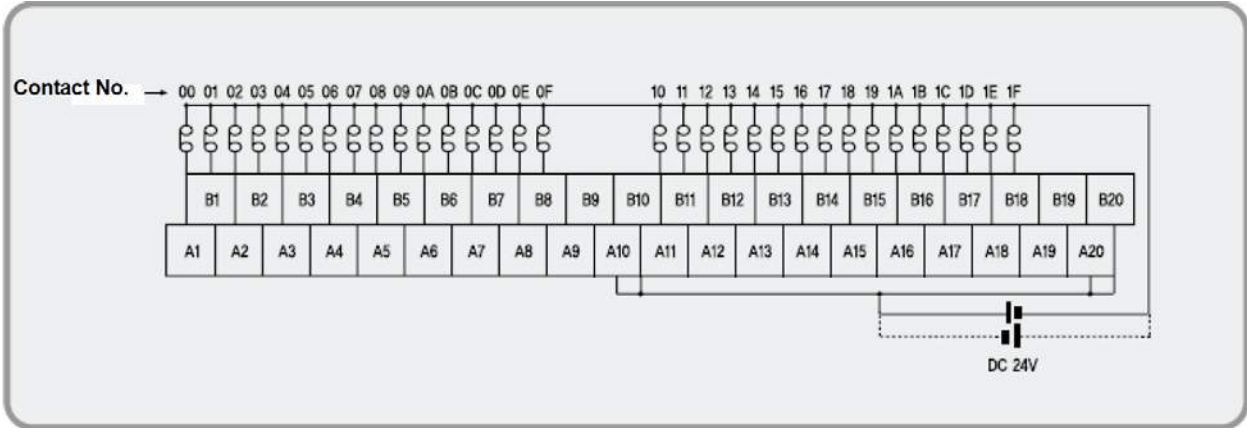 Contact No.
00 01 02 03 04 05 06 07 08 09 0A 0B 0C 0D 0E 0F 10 11 12 13 14 15 16 17 18 19 1A 1B 1C 1D 1E 1F
B1 B2 B3 B4 B5 B6 B7 B8 B9 B10 B11 B12 B13 B14 B15 B16 B17 B18 B19 B20
A1 A2 A3 A4 A5 A6 A7 A8 A9 A10 A11 A12 A13 A14 A15 A16 A17 A18 A19 A20
DC 24V